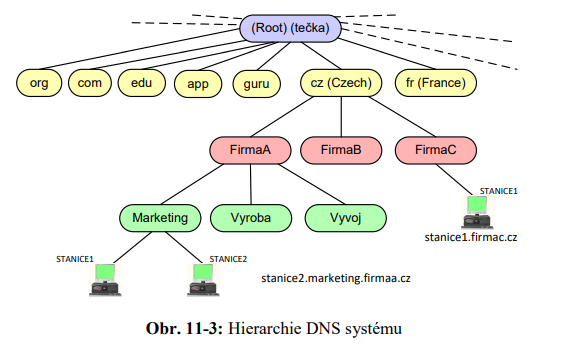 (Root) (tečka)
org
com
edu
app
guru
cz (Czech)
fr (France)
FirmaA
FirmaB
FirmaC
STANICE1
stanice1.firmac.cz
Marketing
Vyroba
Vyvoj
STANICE1
STANICE2
stanice2.marketing.firmaa.cz
Obr. 11-3: Hierarchie DNS systému